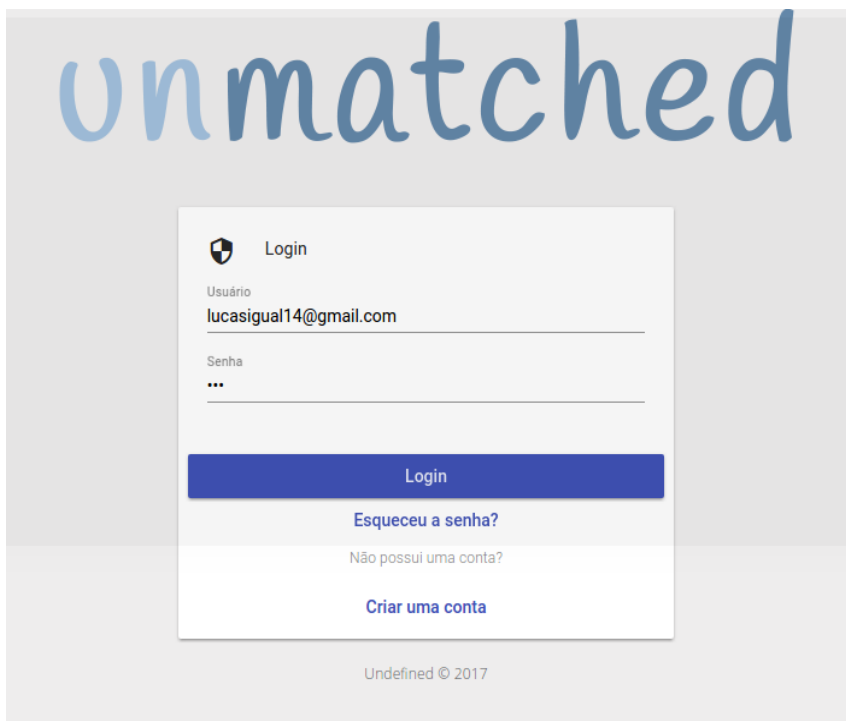 unmatched
Login
Usuário
lucasigual14@gmail.com
Senha
•••
Login
Esqueceu a senha?
Não possui uma conta?
Criar uma conta
Undefined © 2017